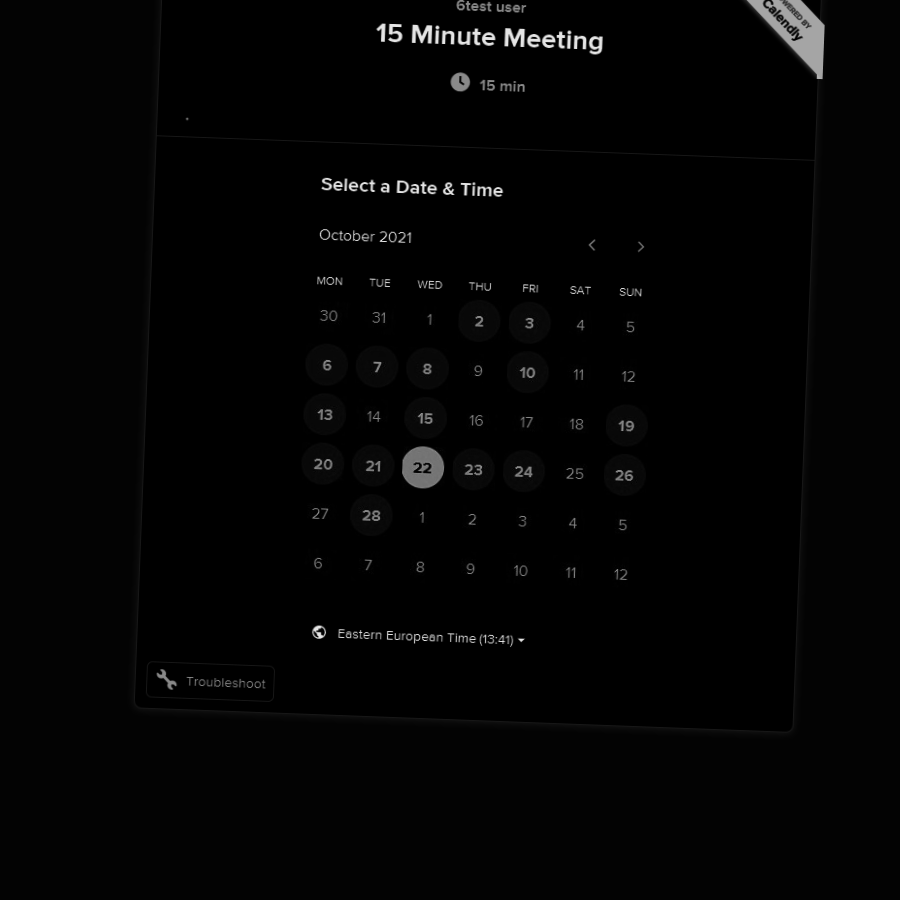 6test user
15 Minute Meeting
15 min
POWERED BY
Calendly
Select a Date & Time
October 2021
MON TUE WED THU FRI SAT SUN
30 31 1 2 3 4 5
6 7 8 9 10 11 12
13 14 15 16 17 18 19
20 21 22 23 24 25 26
27 28 1 2 3 4 5
6 7 8 9 10 11 12
Eastern European Time (13:41)
Troubleshoot